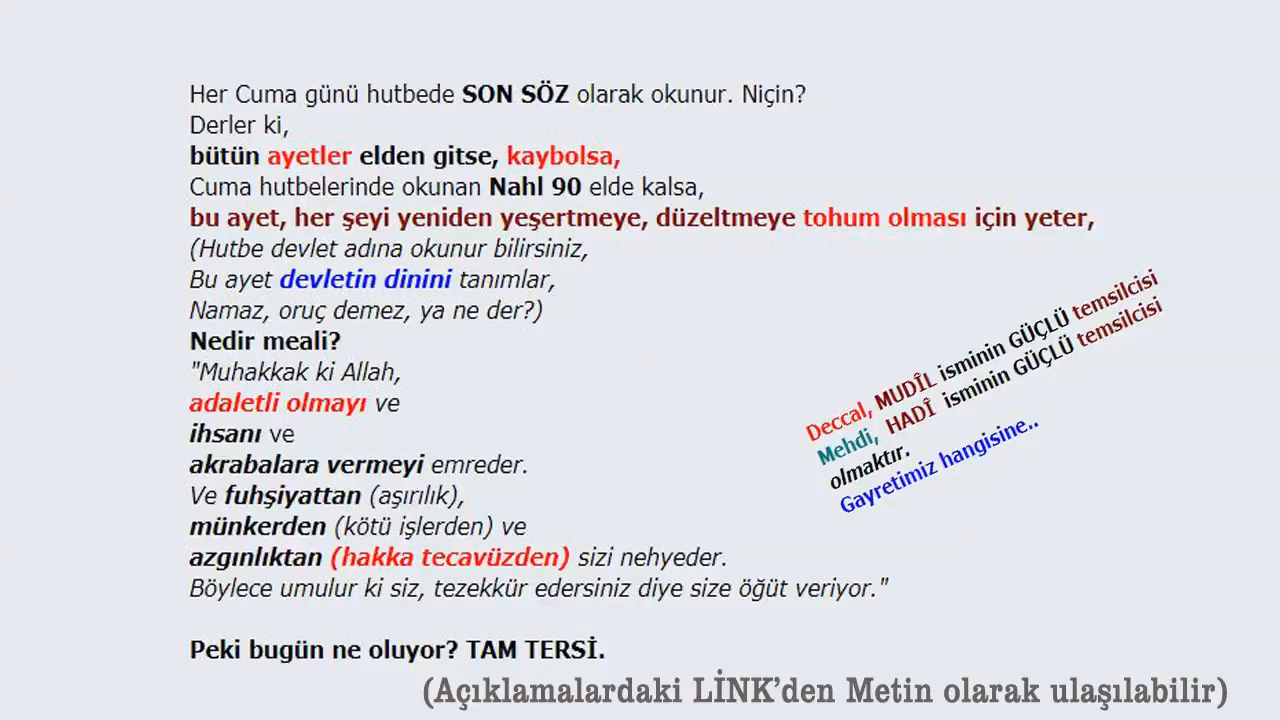 Her Cuma günü hutbede SON SÖZ olarak okunur. Niçin?
Derler ki,
bütün ayetler elden gitse, kaybolsa,
Cuma hutbelerinde okunan Nahl 90 elde kalsa,
bu ayet, her şeyi yeniden yeşertmeye, düzeltmeye tohum olması için yeter,
(Hutbe devlet adına okunur bilirsiniz,
Bu ayet devletin dinini tanımlar,
Namaz, oruç demez, ya ne der?)
Nedir meali?
"Muhakkak ki Allah,
adaletli olmayı ve
ihsanı ve
akrabalara vermeyi emreder.
Ve fuhşiyattan (aşırılık),
münkerden (kötü işlerden) ve
azgınlıktan (hakka tecavüzden) sizi nehyeder.
Böylece umulur ki siz, tezekkür edersiniz diye size öğüt veriyor."
Peki bugün ne oluyor? TAM TERSİ.
Deccal, MUDÎL isminin GÜÇLÜ temsilcisi
Mehdi, HADÎ isminin GÜÇLÜ temsilcisi
olmaktır.
Gayretimiz hangisine..
(Açıklamalardaki LİNK'den Metin olarak ulaşılabilir)